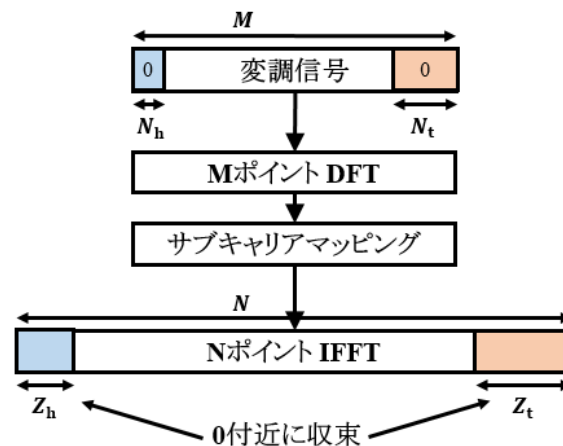 M
0 変調信号 0
Nh Nt
Mポイント DFT
サブキャリアマッピング
N
Nポイント IFFT
Zh Zt
0付近に収束